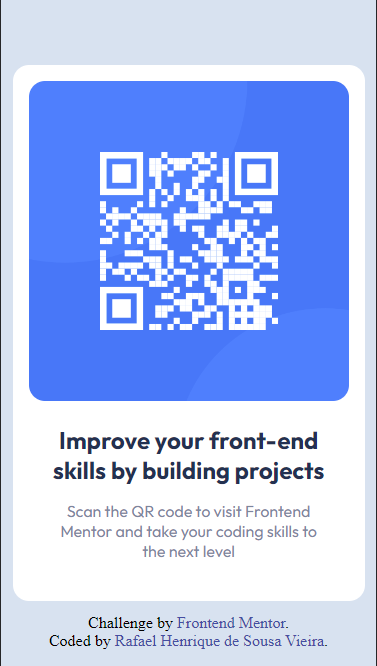 Improve your front-end
skills by building projects
Scan the QR code to visit Frontend
Mentor and take your coding skills to
the next level
Challenge by Frontend Mentor.
Coded by Rafael Henrique de Sousa Vieira.